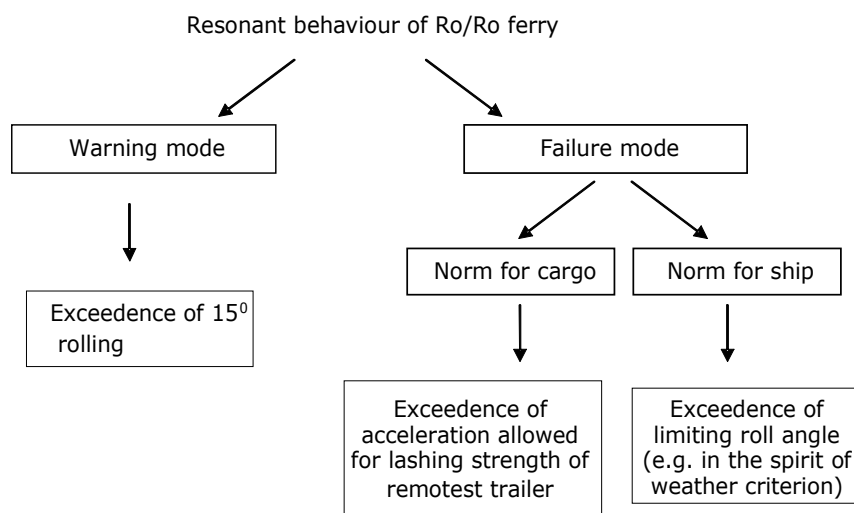 Resonant behaviour of Ro/Ro ferry
Warning mode
Failure mode
Norm for cargo
Norm for ship
Exceedence of 15⁰
rolling
Exceedence of
acceleration allowed
for lashing strength of
remotest trailer
Exceedence of
limiting roll angle
(e.g. in the spirit of
weather criterion)